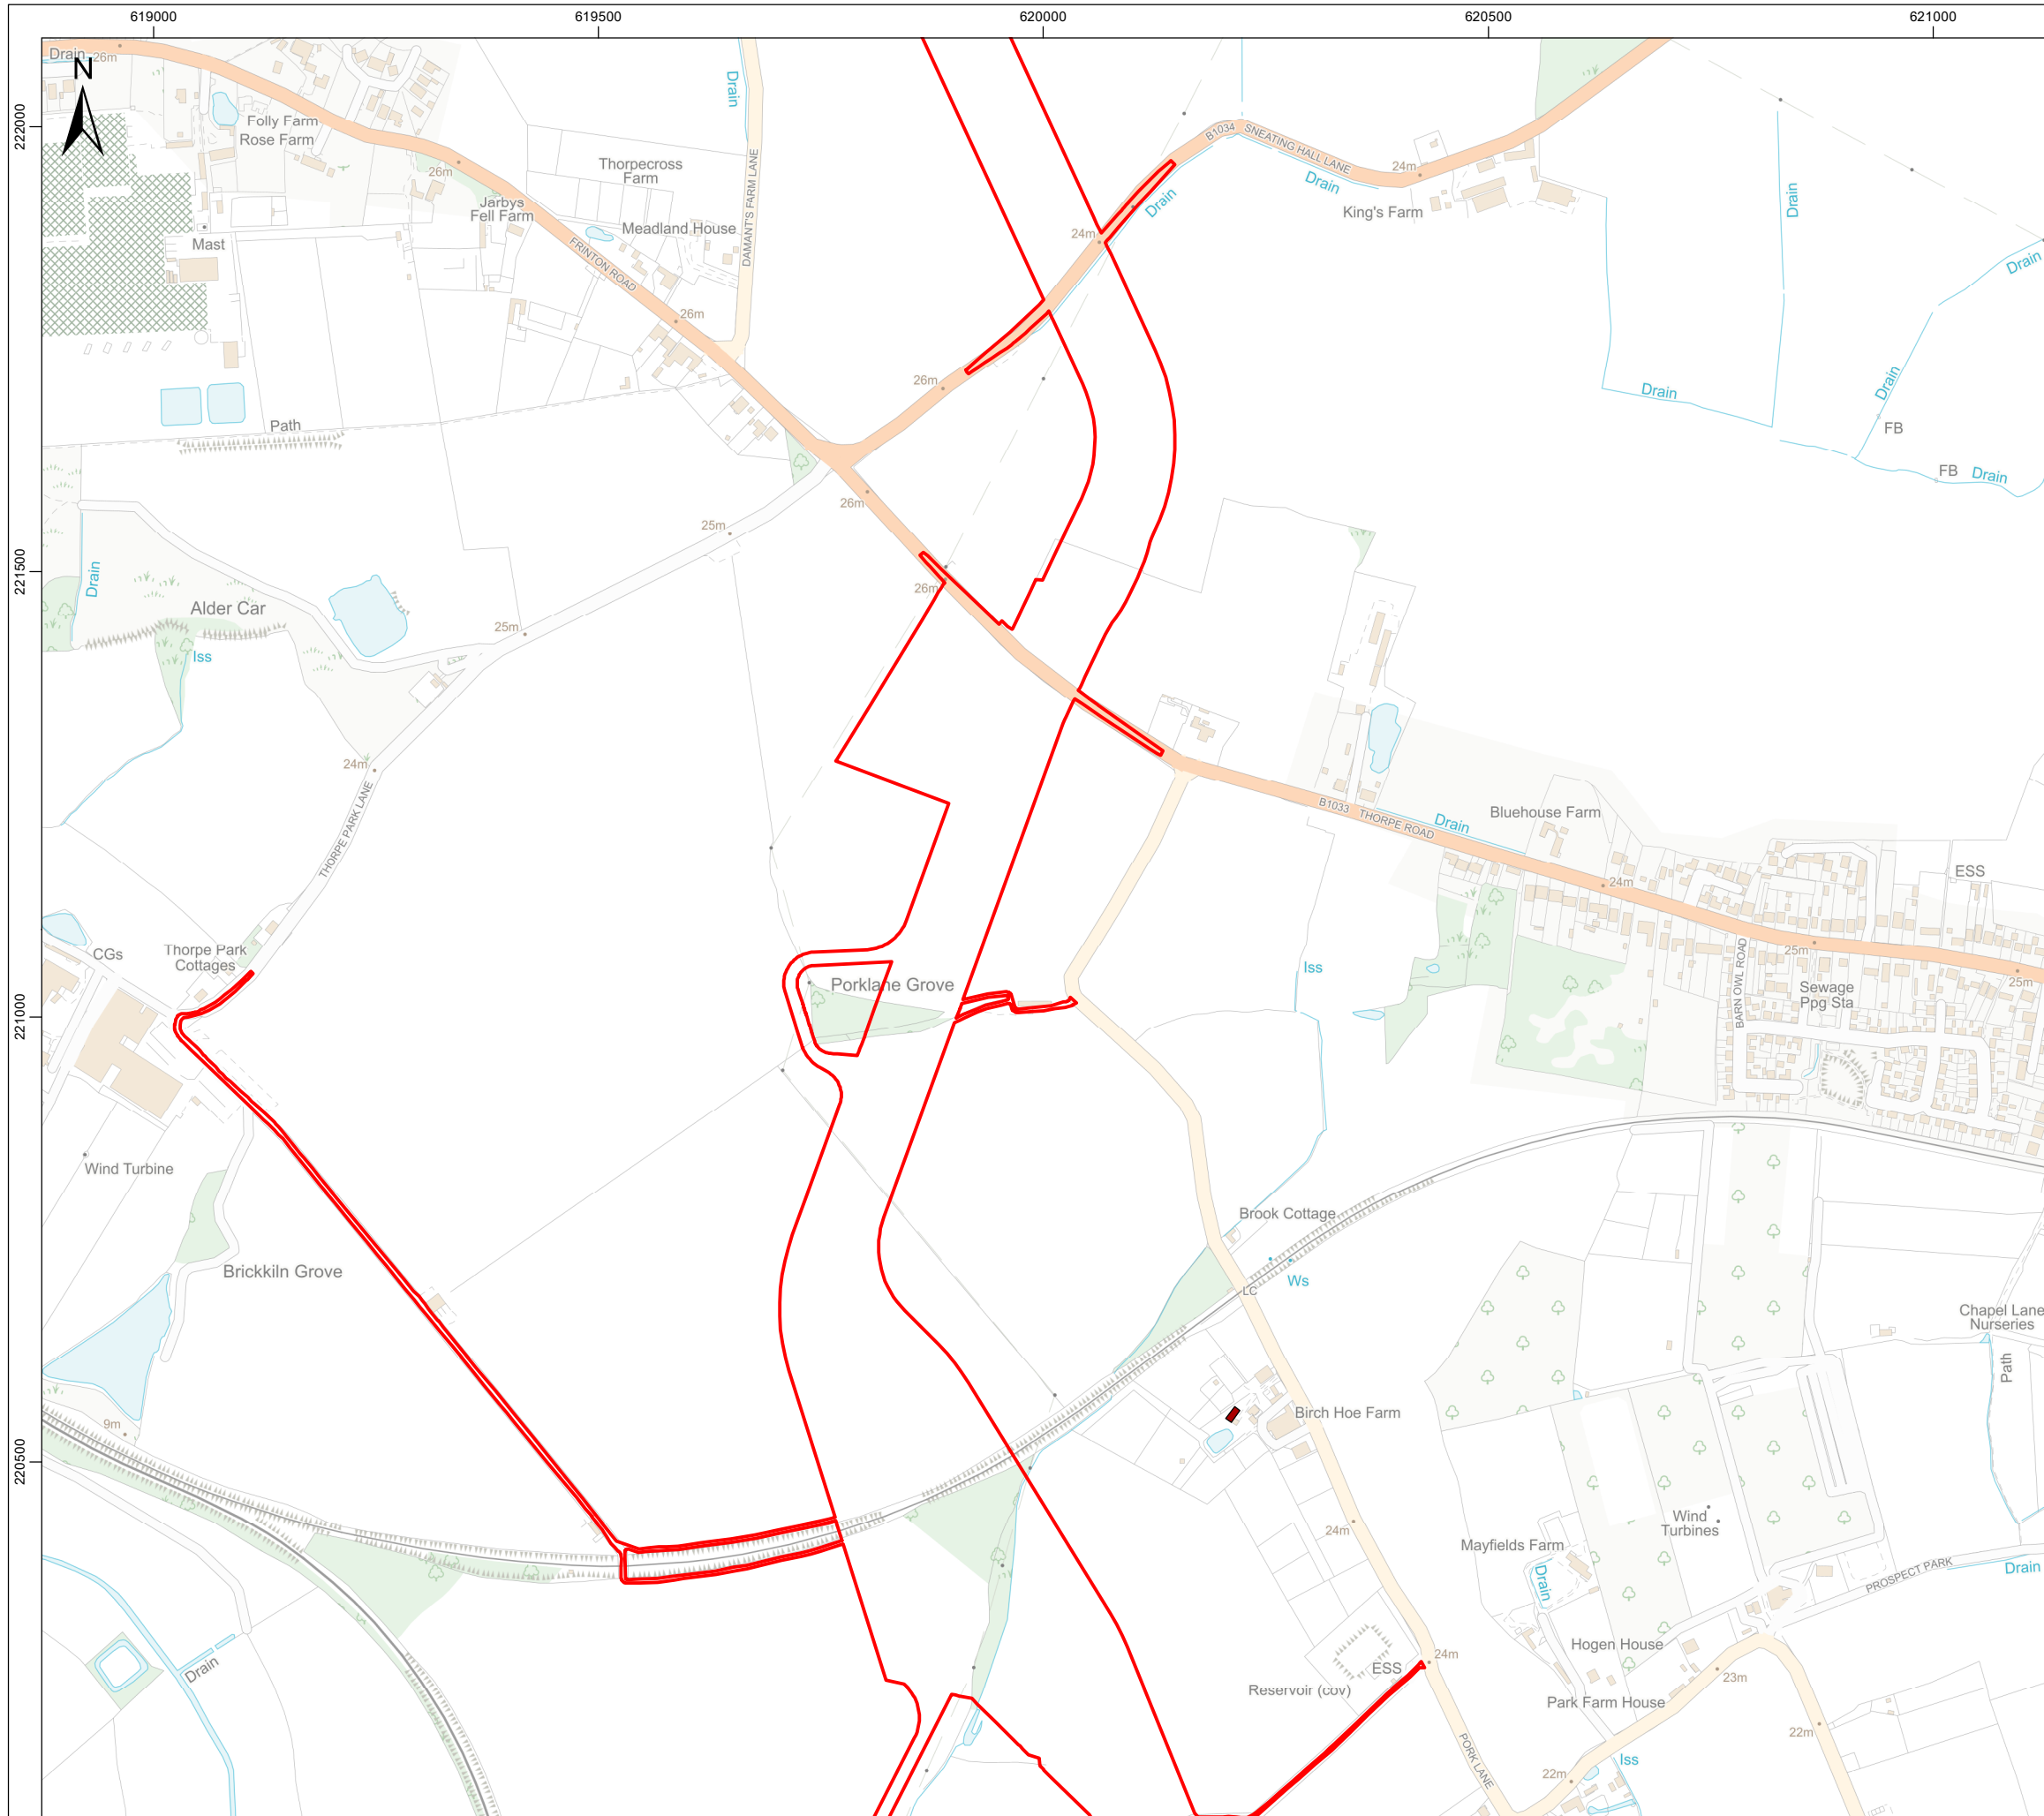 619000
619500
620000
620500
621000
222000
221500
221000
220500
N
Drain
26m
Folly Farm
Rose Farm
26m
Mast
Jarbys
Fell Farm
Thorpecross
Farm
Meadland House
Drain
DAMANT'S FARM LANE
FRINTON ROAD
26m
Path
B1034
SNEATING HALL LANE
Drain
Drain
24m
24m
King's Farm
Drain
Drain
Drain
Drain
FB
FB
Drain
26m
26m
26m
25m
25m
Drain
Alder Car
Iss
24m
THORPE PARK LANE
CGs
Thorpe Park
Cottages
Porklane Grove
B1033
THORPE ROAD
Drain
Bluehouse Farm
24m
ESS
25m
25m
BARN OWL ROAD
Sewage
Ppg Sta
Iss
Wind Turbine
Brickkiln Grove
9m
Brook Cottage
LC
Ws
Chapel Lane
Nurseries
Path
Birch Hoe Farm
24m
Wind
Turbines
Mayfields Farm
Drain
PROSPECT PARK
Drain
Hogen House
ESS
24m
Reservoir (cov)
23m
Park Farm House
22m
PORK LANE
Iss
22m
Drain